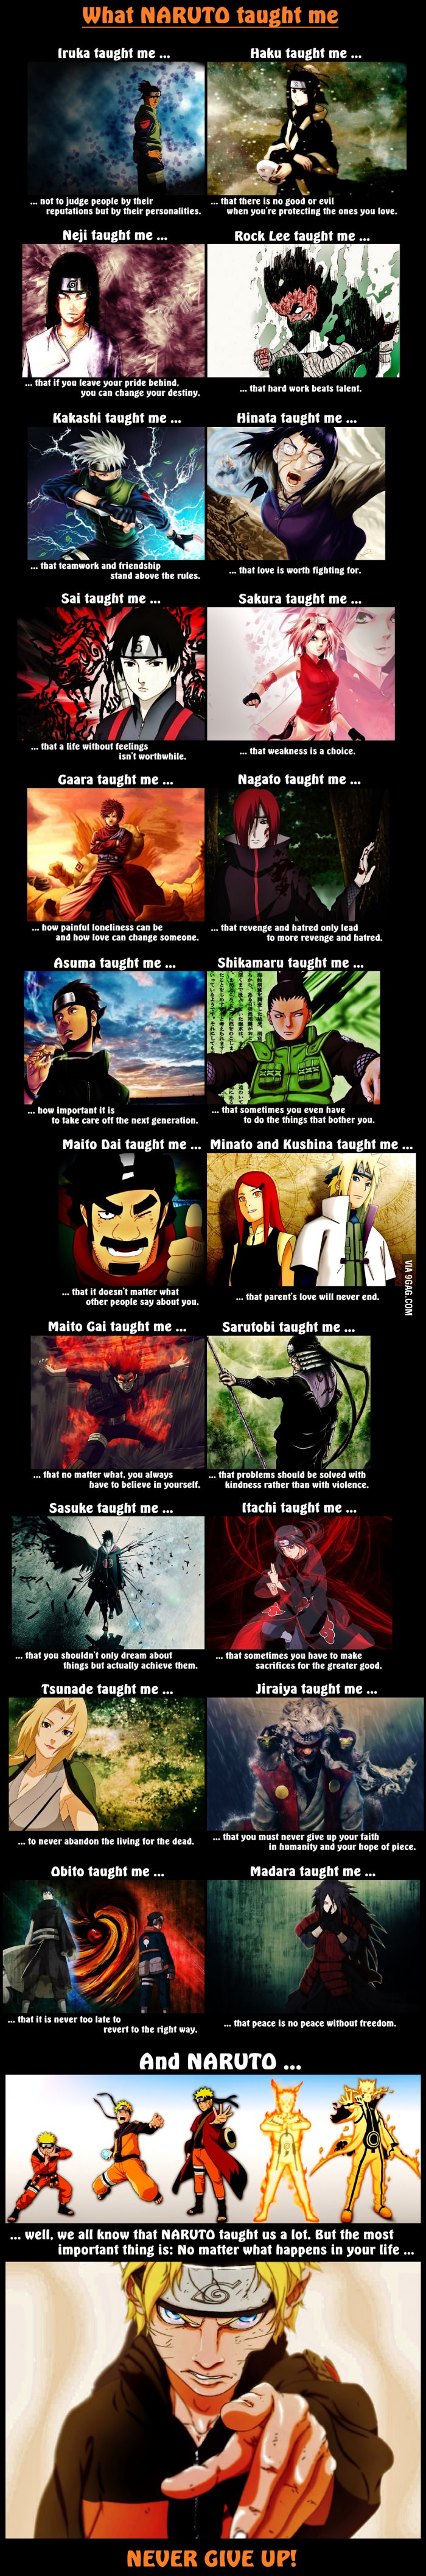 What NARUTO taught me
Iruka taught me ...
Haku taught me ...
... not to judge people by their
reputations but by their personalities.
... that there is no good or evil
when you're protecting the ones you love.
Neji taught me ...
Rock Lee taught me ...
... that if you leave your pride behind,
you can change your destiny.
... that hard work beats talent.
Kakashi taught me ...
Hinata taught me ...
... that teamwork and friendship
stand above the rules.
... that love is worth fighting for.
Sai taught me ...
Sakura taught me ...
... that a life without feelings
isn't worthwhile.
... that weakness is a choice.
Gaara taught me ...
Nagato taught me ...
... how painful loneliness can be
and how love can change someone.
... that revenge and hatred only lead
to more revenge and hatred.
Asuma taught me ...
Shikamaru taught me ...
... how important it is
to take care off the next generation.
... that sometimes you even have
to do the things that bother you.
Maito Dai taught me ...
Minato and Kushina taught me ...
... that it doesn't matter what
other people say about you.
... that parent's love will never end.
VIA 9GAG.COM
Maito Gai taught me ...
Sarutobi taught me ...
... that no matter what, you always
have to believe in yourself.
... that problems should be solved with
kindness rather than with violence.
Sasuke taught me ...
Itachi taught me ...
... that you shouldn't only dream about
things but actually achieve them.
... that sometimes you have to make
sacrifices for the greater good.
Tsunade taught me ...
Jiraiya taught me ...
... to never abandon the living for the dead.
... that you must never give up your faith
in humanity and your hope of piece.
Obito taught me ...
Madara taught me ...
... that it is never too late to
revert to the right way.
... that peace is no peace without freedom.
And NARUTO ...
... well, we all know that NARUTO taught us a lot. But the most
important thing is: No matter what happens in your life ...
NEVER GIVE UP!